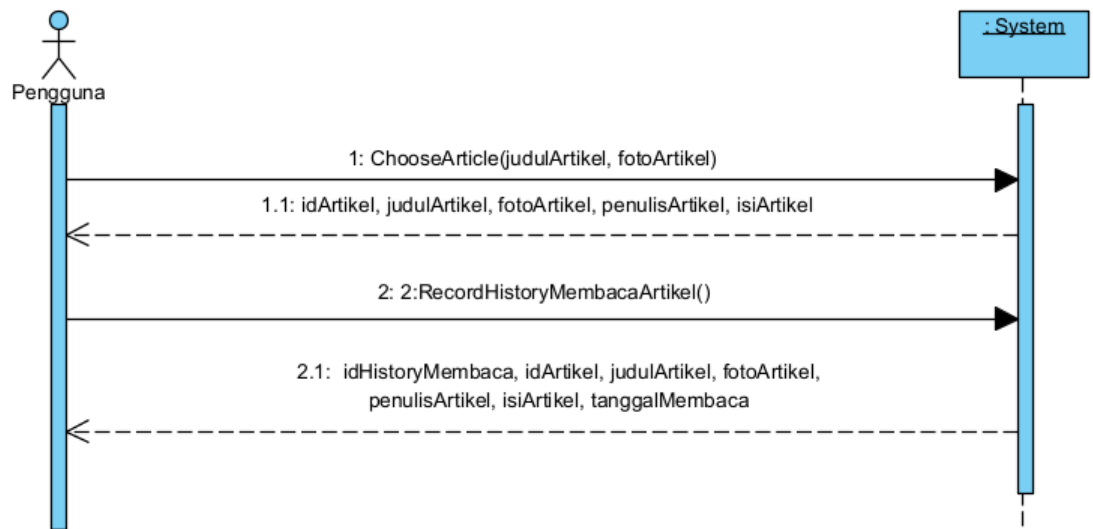 : System
Pengguna
1: ChooseArticle(judulArtikel, fotoArtikel)
1.1: idArtikel, judulArtikel, fotoArtikel, penulisArtikel, isiArtikel
2: 2:RecordHistoryMembacaArtikel()
2.1:  idHistoryMembaca, idArtikel, judulArtikel, fotoArtikel,
penulisArtikel, isiArtikel, tanggalMembaca